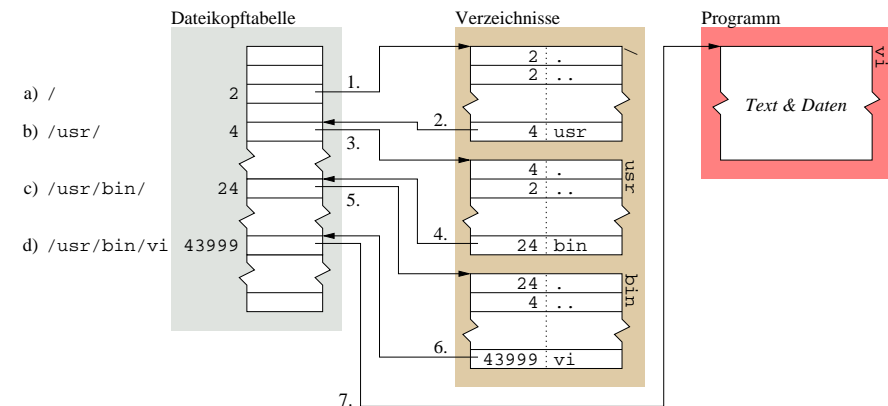 Dateikopftabelle
Verzeichnisse
Programm
a) / 2
b) /usr/ 4
c) /usr/bin/ 24
d) /usr/bin/vi 43999
1.
2.
3.
4.
5.
6.
7.
/
2 .
2 ..
4 usr
usr
4 .
2 ..
24 bin
bin
24 .
4 ..
43999 vi
vi
Text & Daten